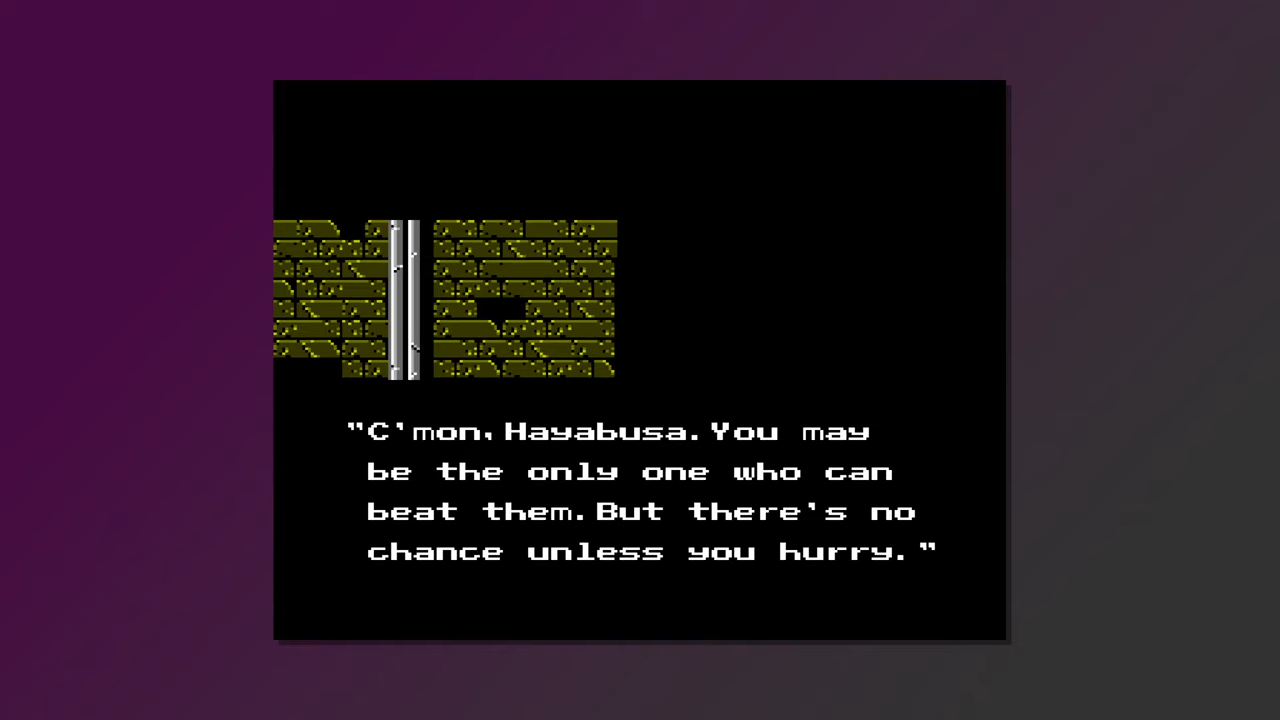 "C'mon, Hayabusa. You may
be the only one who can
beat them. But there's no
chance unless you hurry."